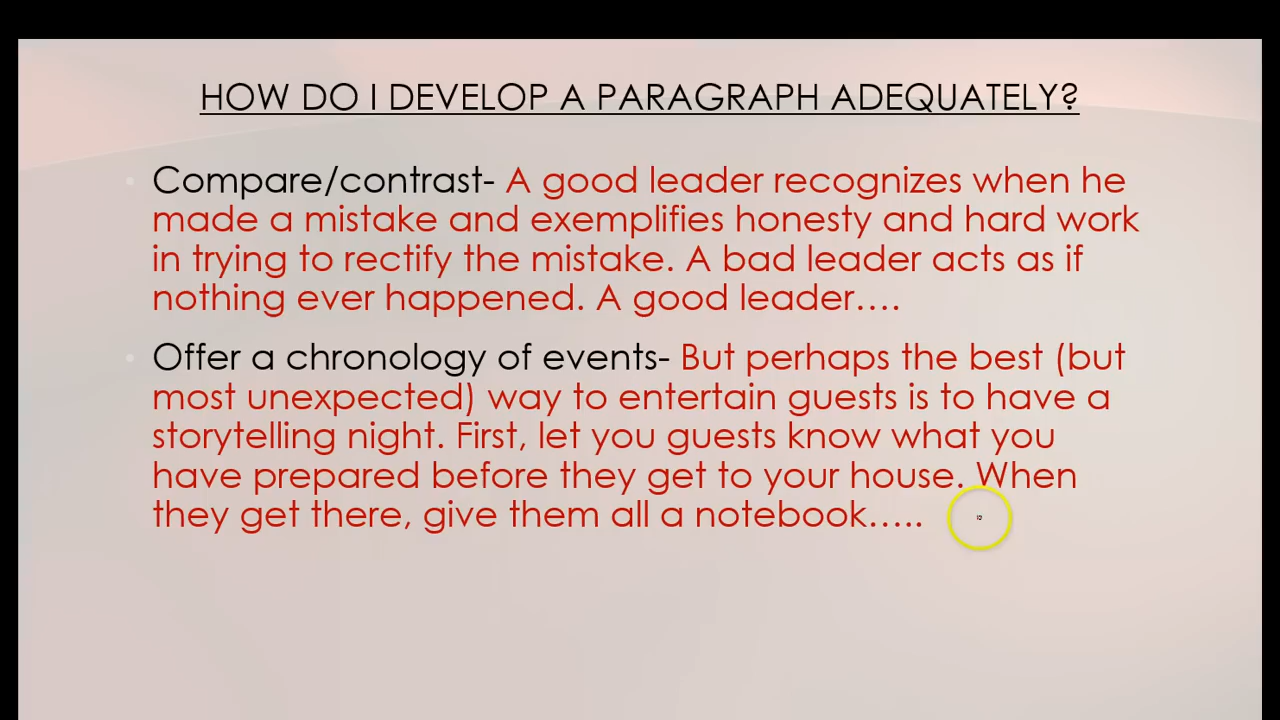 HOW DO I DEVELOP A PARAGRAPH ADEQUATELY?
• Compare/contrast- A good leader recognizes when he
made a mistake and exemplifies honesty and hard work
in trying to rectify the mistake. A bad leader acts as if
nothing ever happened. A good leader….
• Offer a chronology of events- But perhaps the best (but
most unexpected) way to entertain guests is to have a
storytelling night. First, let you guests know what you
have prepared before they get to your house. When
they get there, give them all a notebook…..